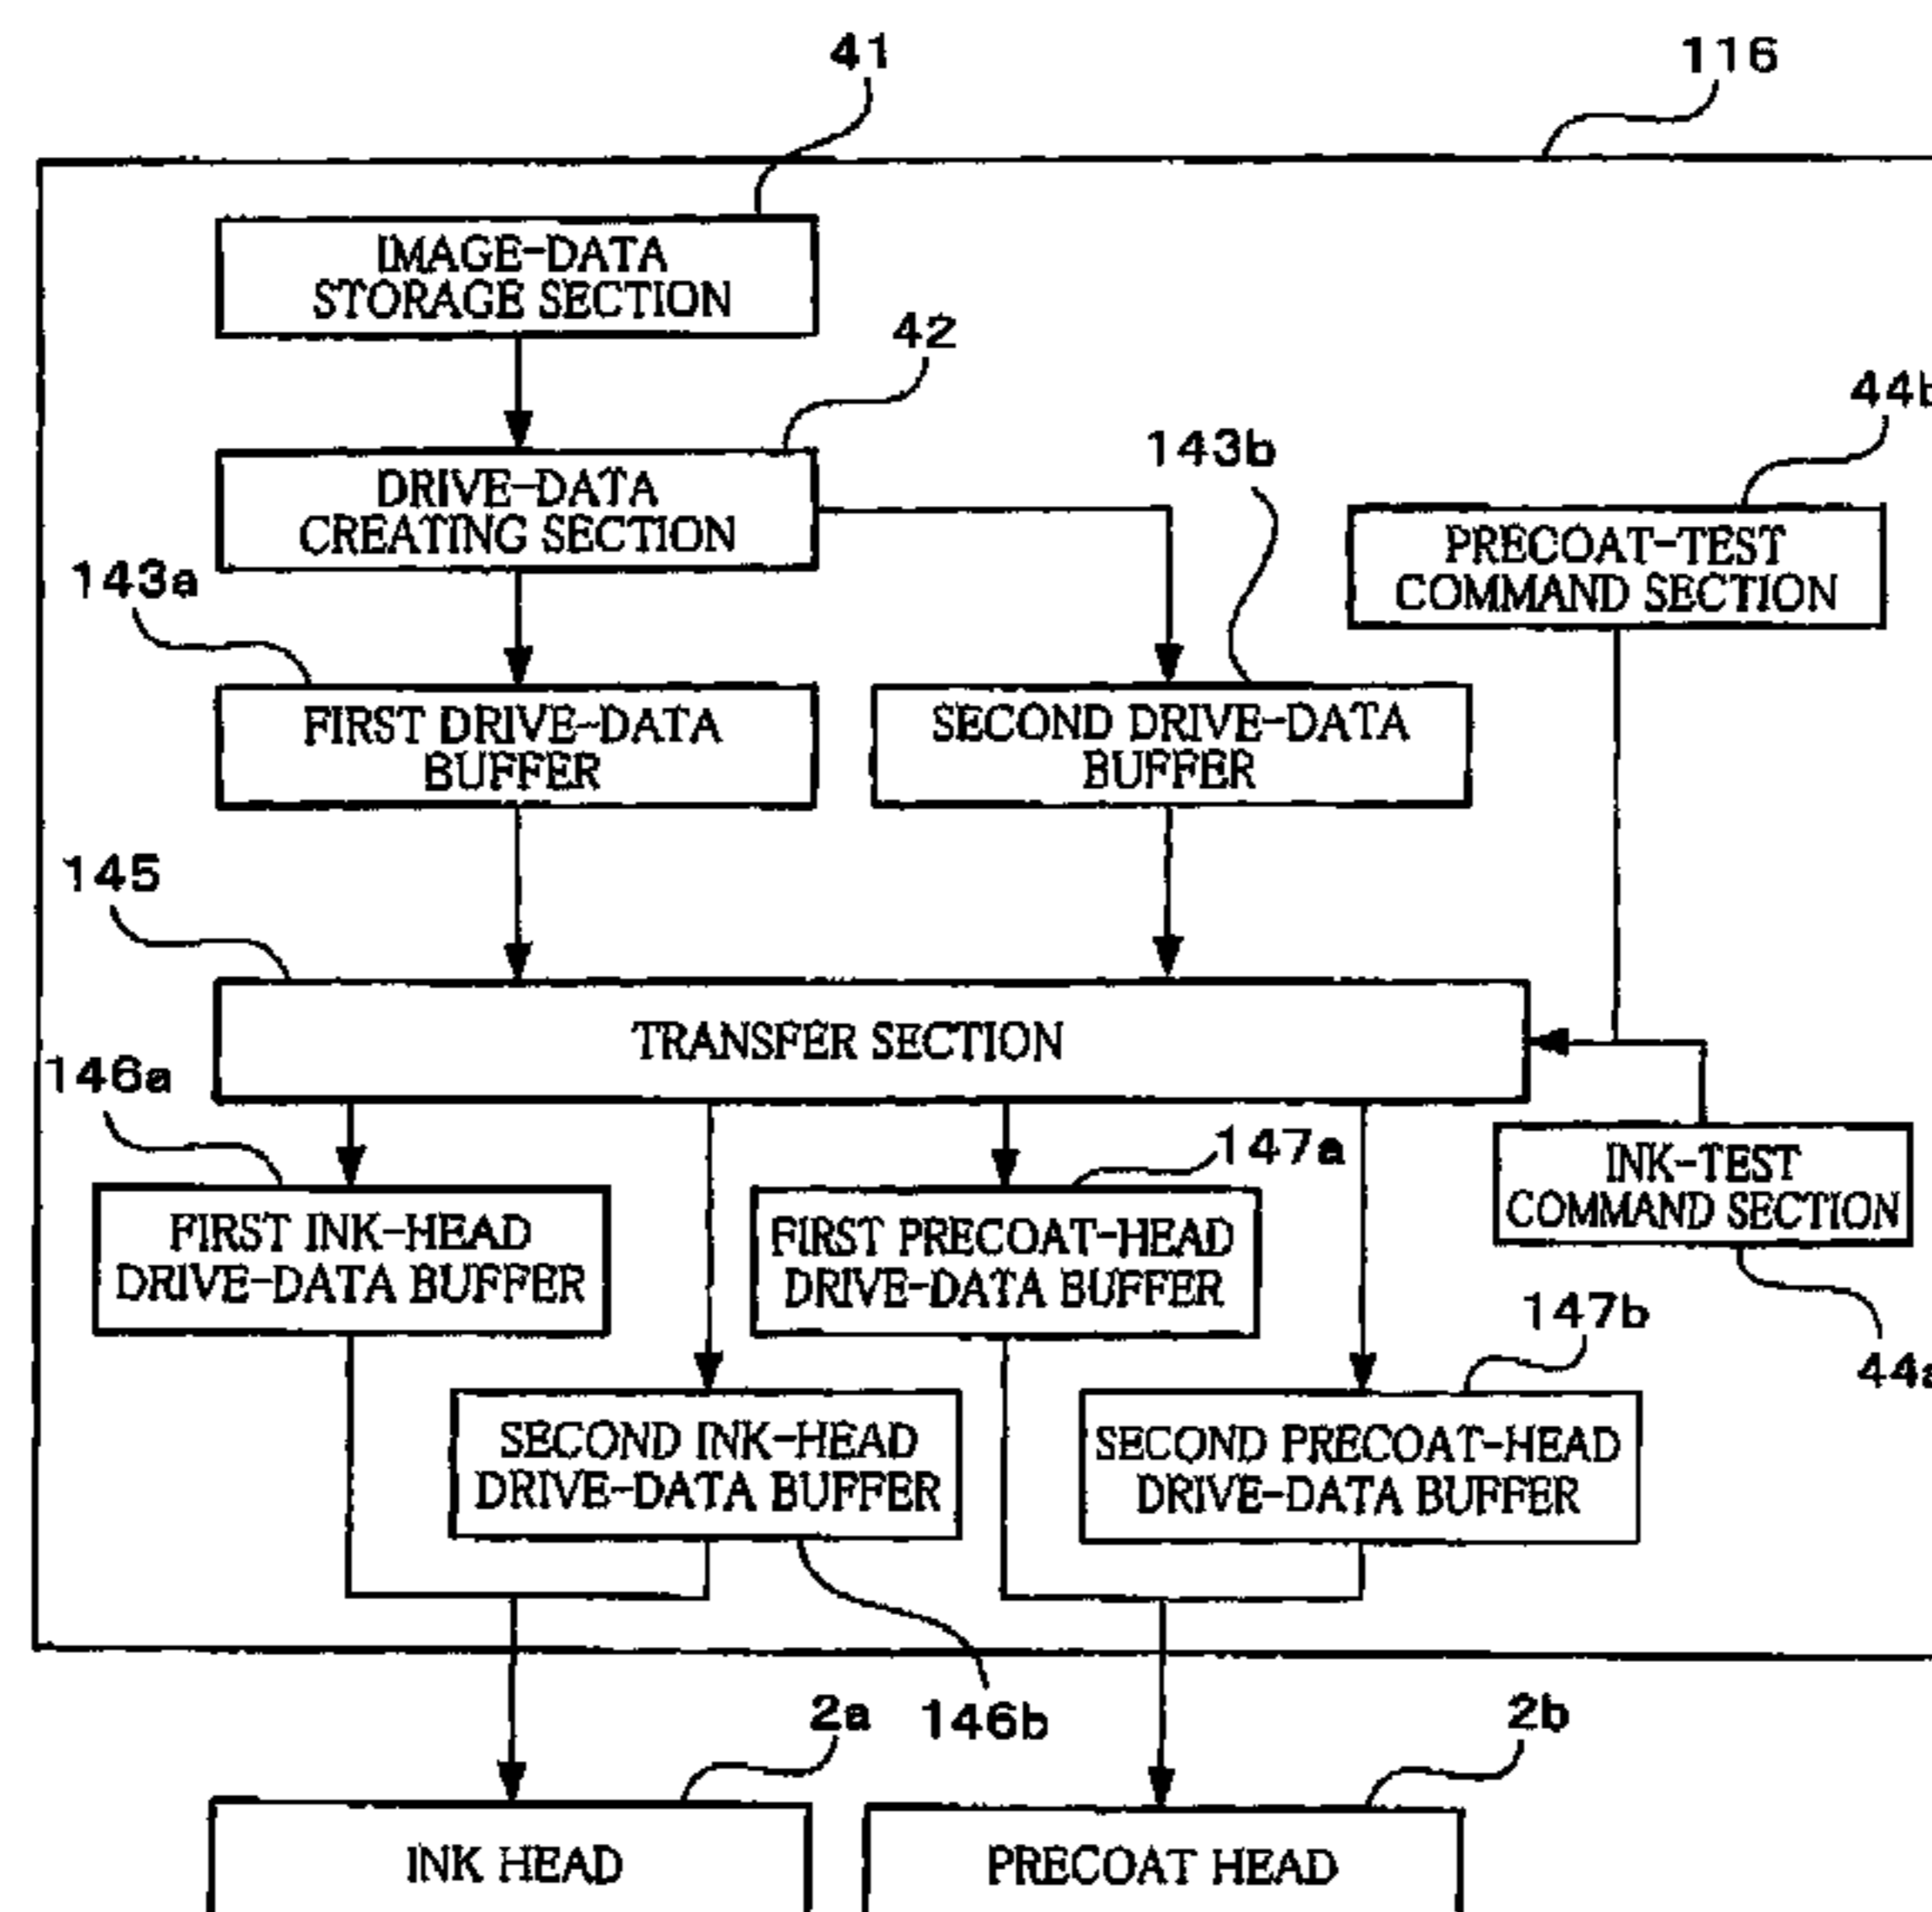 41
116
IMAGE-DATA
STORAGE SECTION
42
44b
143b
DRIVE-DATA
CREATING SECTION
PRECOAT-TEST
COMMAND SECTION
143a
FIRST DRIVE-DATA
BUFFER
SECOND DRIVE-DATA
BUFFER
145
TRANSFER SECTION
146a
147a
INK-TEST
COMMAND SECTION
FIRST INK-HEAD
DRIVE-DATA BUFFER
FIRST PRECOAT-HEAD
DRIVE-DATA BUFFER
147b
44a
SECOND INK-HEAD
DRIVE-DATA BUFFER
SECOND PRECOAT-HEAD
DRIVE-DATA BUFFER
2a
146b
2b
INK HEAD
PRECOAT HEAD